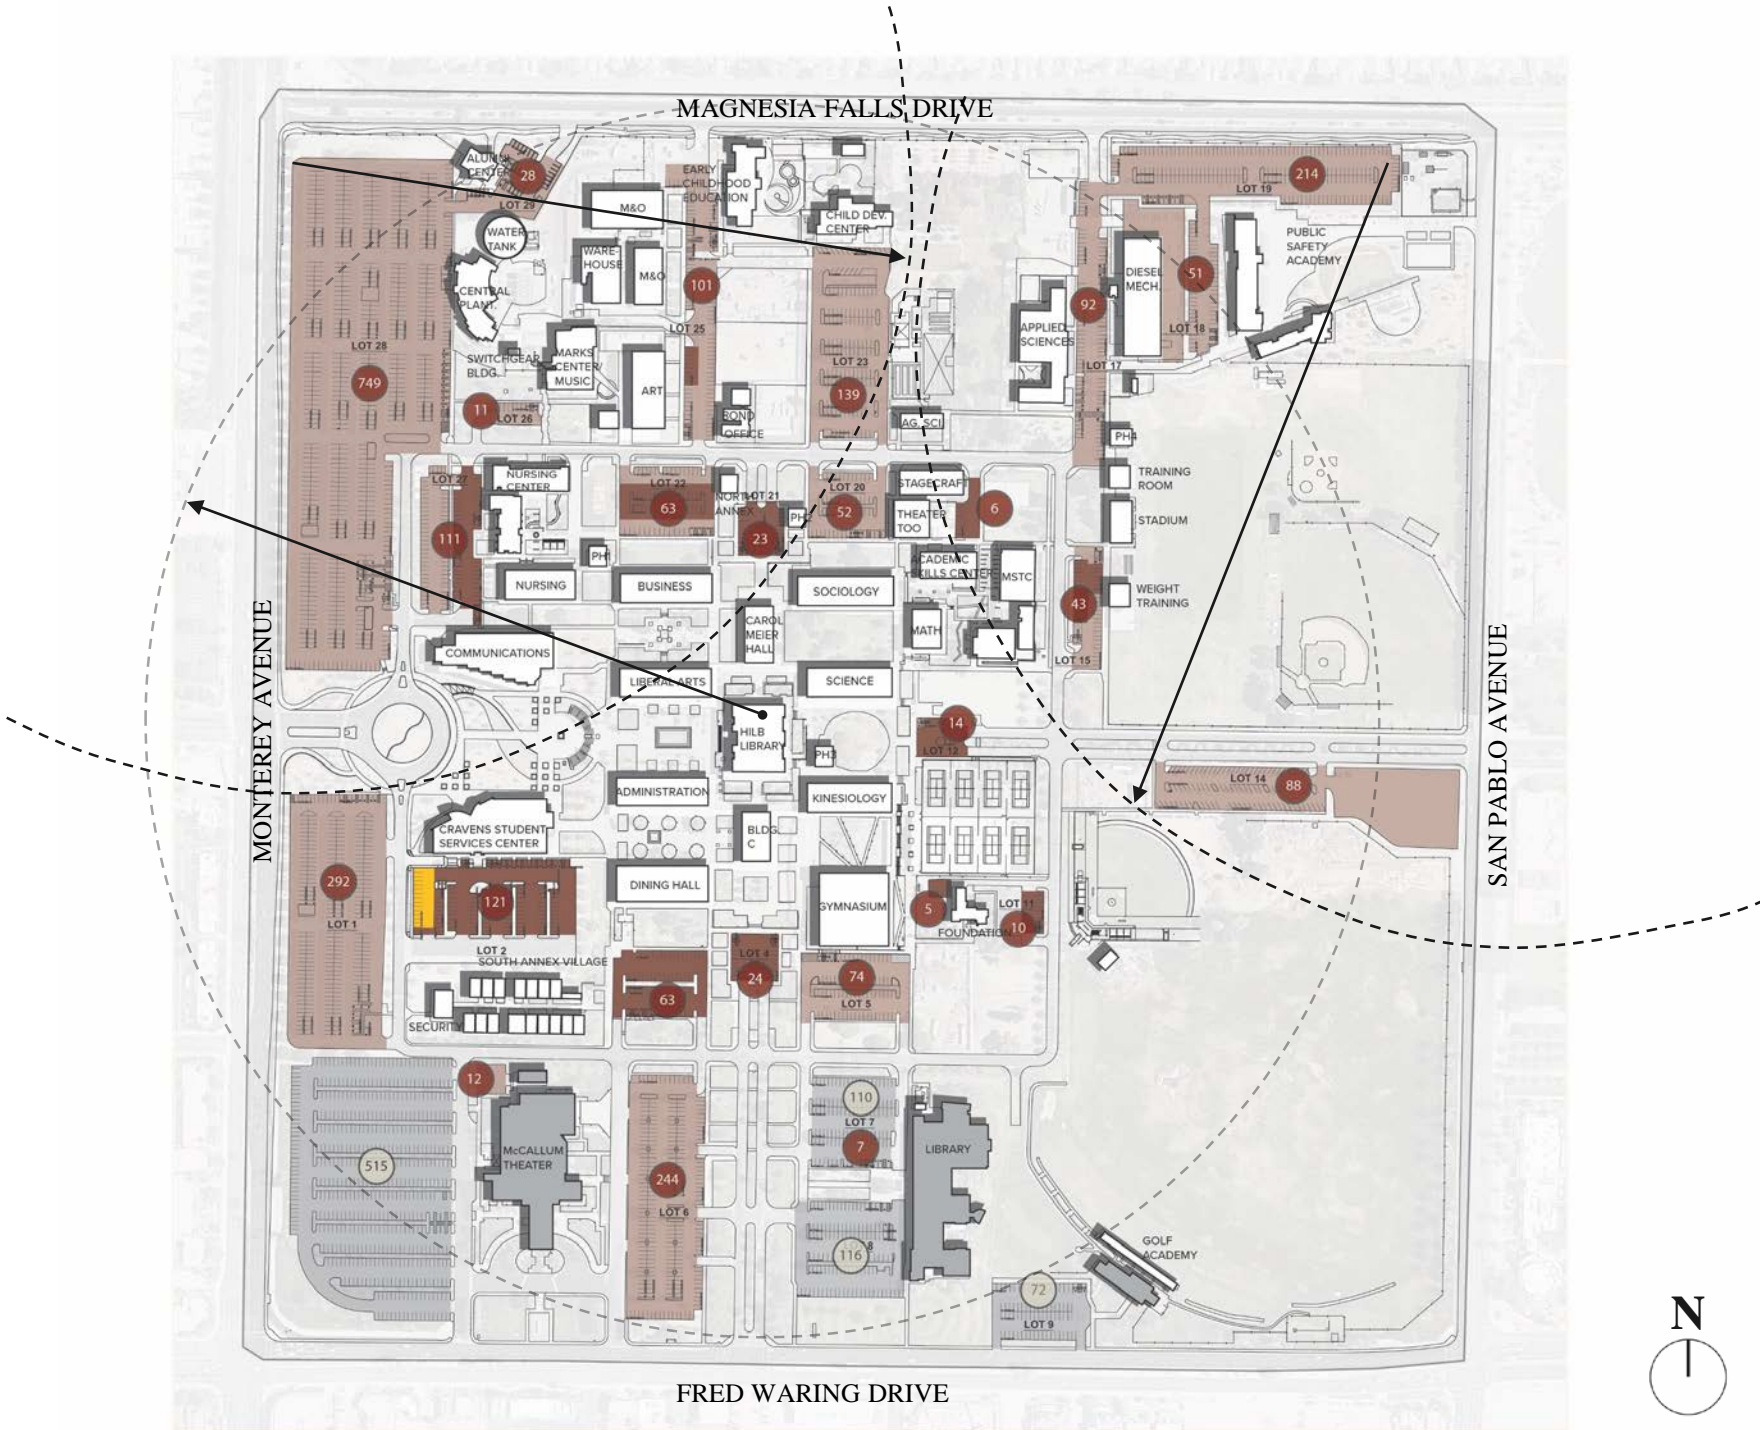 MAGNESIA FALLS DRIVE
ALUMNI
CENTER
28
LOT 29
EARLY
CHILDHOOD
EDUCATION
214
LOT 19
M&O
CHILD DEV.
CENTER
WATER
TANK
PUBLIC
SAFETY
ACADEMY
WARE-
HOUSE
M&O
101
DIESEL
MECH.
51
CENTRAL
PLANT.
92
LOT 25
APPLIED
SCIENCES
LOT 18
LOT 28
749
SWITCHGEAR
BLDG.
MARKS
CENTER/
MUSIC
LOT 23
LOT 17
ART
139
11
LOT 26
BOND
OFFICE
AG. SCI.
PH4
LOT 27
NURSING
CENTER
LOT 22
63
NORTH
ANNEX
LOT 21
LOT 20
52
STAGECRAFT
THEATER
TOO
6
TRAINING
ROOM
STADIUM
PH2
111
23
PH1
ACADEMIC
SKILLS CENTER
MSTC
NURSING
BUSINESS
SOCIOLOGY
WEIGHT
TRAINING
43
CAROL
MEIER
HALL
MATH
COMMUNICATIONS
LOT 15
LIBERAL ARTS
SCIENCE
MONTEREY AVENUE
SAN PABLO AVENUE
14
LOT 12
HILB
LIBRARY
PH3
LOT 14
88
ADMINISTRATION
KINESIOLOGY
CRAVENS STUDENT
SERVICES CENTER
BLDG.
C
292
LOT 1
DINING HALL
121
GYMNASIUM
5
LOT 11
10
FOUNDATION
LOT 2
SOUTH ANNEX VILLAGE
24
74
LOT 5
63
SECURITY
12
110
LOT 7
7
McCALLUM
THEATER
LIBRARY
515
244
LOT 6
116
GOLF
ACADEMY
72
LOT 9
N
FRED WARING DRIVE